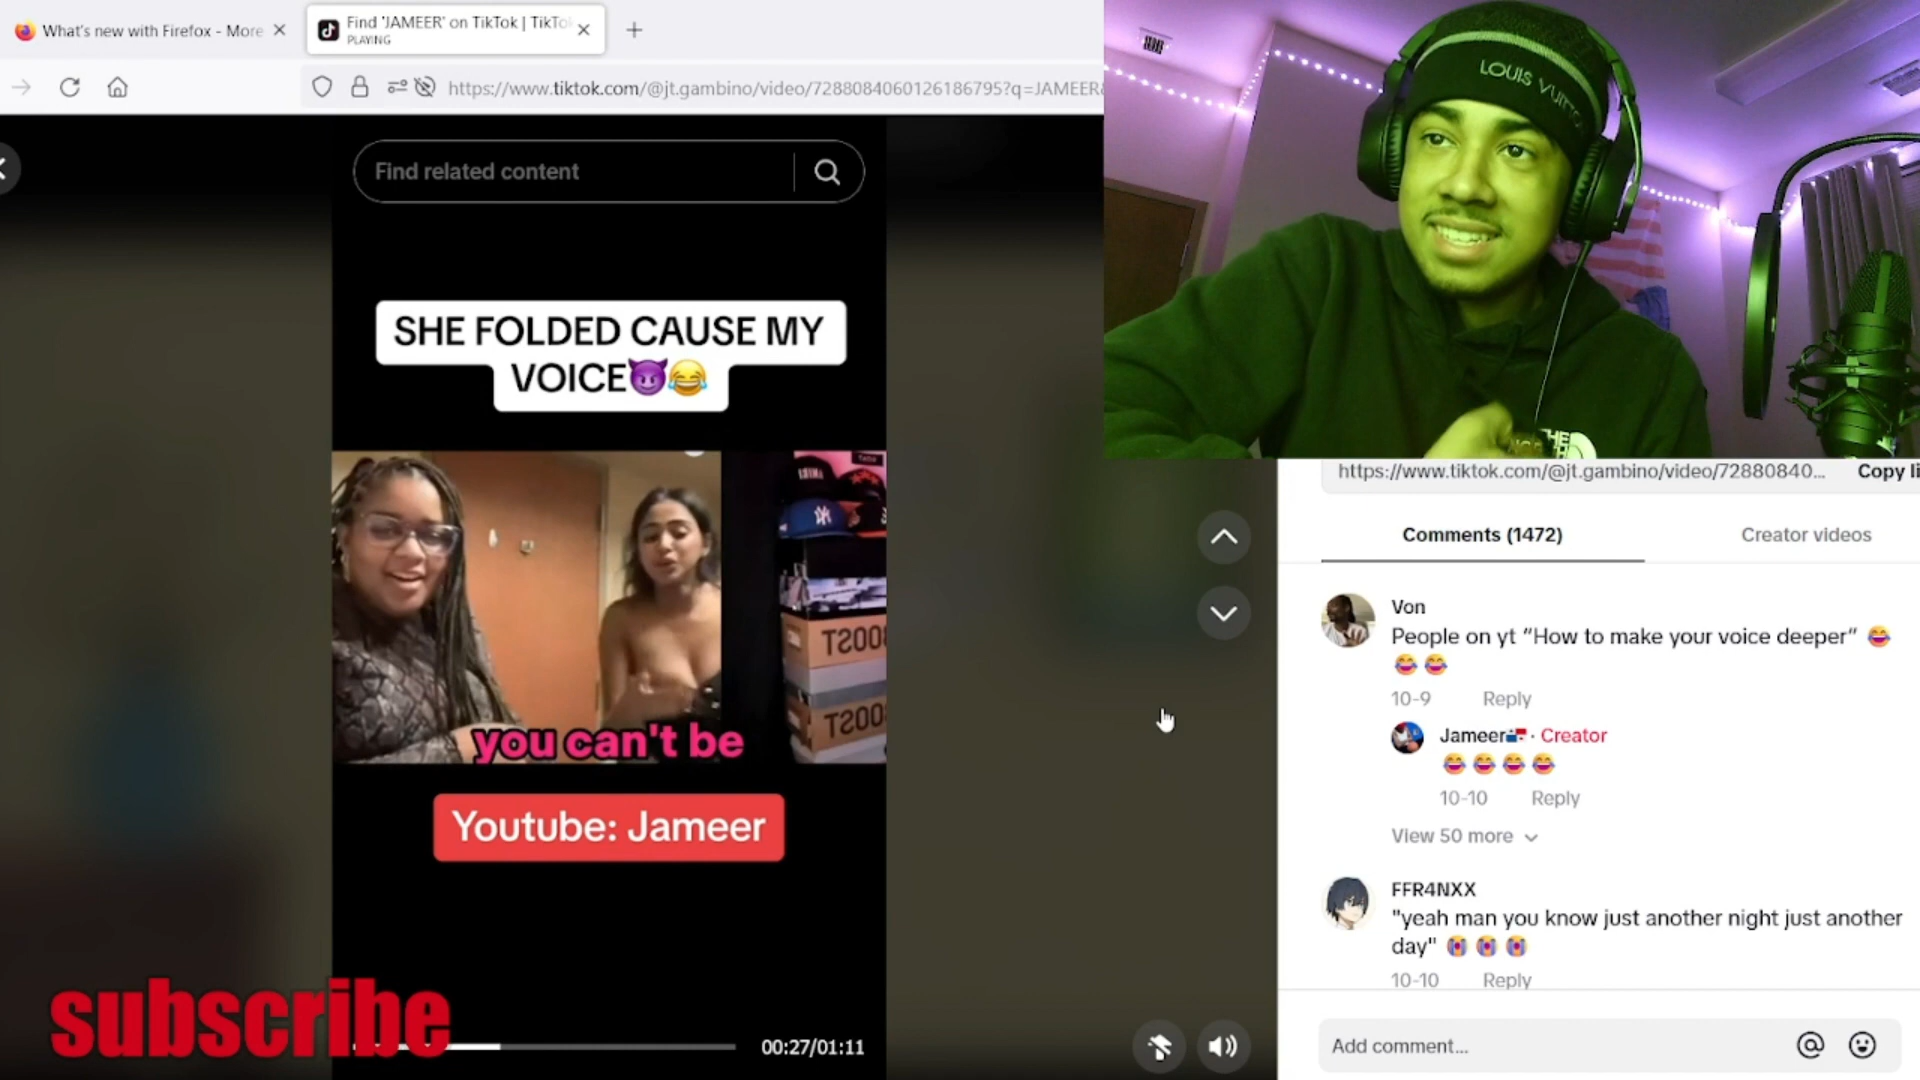 What's new with Firefox - More
Find 'JAMEER' on TikTok | TikTo
PLAYING
https://www.tiktok.com/@jt.gambino/video/7288084060126186795?q=JAMEER
LOUIS VUITTO
Find related content
SHE FOLDED CAUSE MY
VOICE😈😂
you can't be
Youtube: Jameer
subscribe
00:27/01:11
THE
https://www.tiktok.com/@jt.gambino/video/72880840...
Copy li
Comments (1472)
Creator videos
Von
People on yt “How to make your voice deeper” 😂
😂😂
10-9 Reply
Jameer🇵🇦 · Creator
😂😂😂😂
10-10 Reply
View 50 more
FFR4NXX
"yeah man you know just another night just another
day" 😭😭😭
10-10 Reply
Add comment...